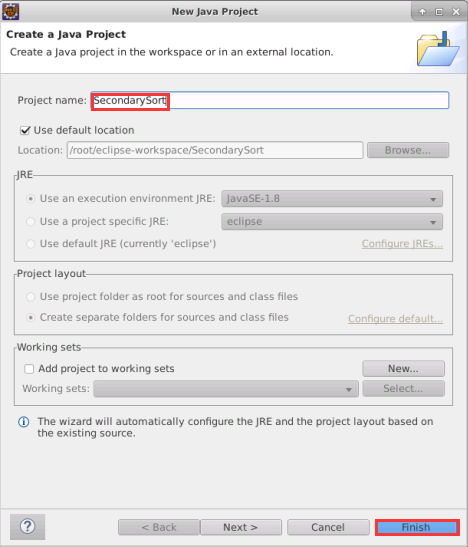 New Java Project
Create a Java Project
Create a Java project in the workspace or in an external location.
Project name: SecondarySort
Use default location
Location: /root/eclipse-workspace/SecondarySort Browse...
JRE
Use an execution environment JRE: JavaSE-1.8
Use a project specific JRE: eclipse
Use default JRE (currently 'eclipse') Configure JREs...
Project layout
Use project folder as root for sources and class files
Create separate folders for sources and class files Configure default...
Working sets
Add project to working sets New...
Working sets: Select...
The wizard will automatically configure the JRE and the project layout based on
the existing source.
? < Back Next > Cancel Finish